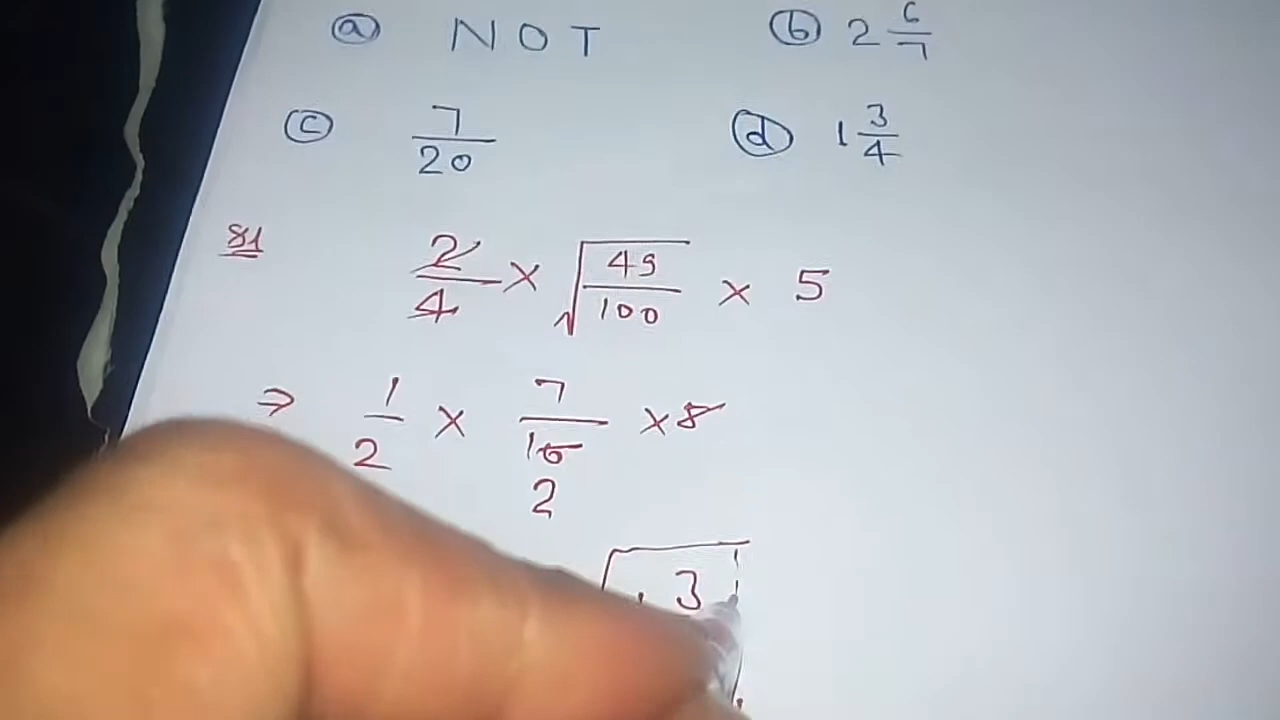 (a) NOT (b) 2 6/7
(c) 7/20 (d) 1 3/4
81 2/4 × √49/100 × 5
⇒ 1/2 × 7/10 × 5
2
3